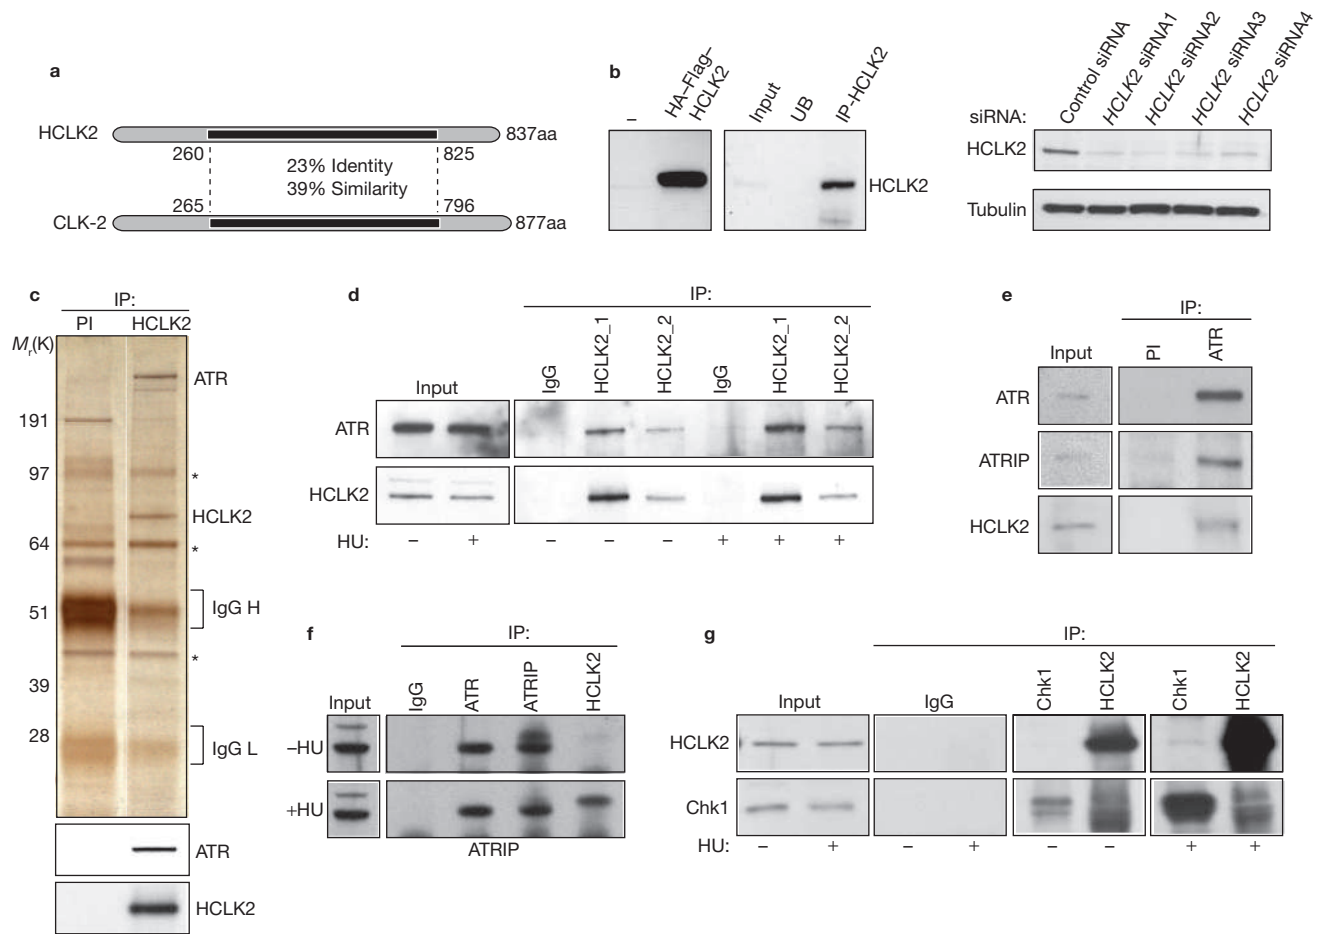 a
HCLK2
837aa
260
825
23% Identity
39% Similarity
265
796
CLK-2
877aa
b
–
HA–Flag–
HCLK2
Input
UB
IP-HCLK2
HCLK2
siRNA:
Control siRNA
HCLK2 siRNA1
HCLK2 siRNA2
HCLK2 siRNA3
HCLK2 siRNA4
HCLK2
Tubulin
c
IP:
PI HCLK2
Mr(K)
ATR
191
97
*
HCLK2
64
*
51
IgG H
*
39
28
IgG L
ATR
HCLK2
d
IP:
Input
IgG
HCLK2_1
HCLK2_2
IgG
HCLK2_1
HCLK2_2
ATR
HCLK2
HU: – + – – – + + +
e
IP:
Input
PI
ATR
ATR
ATRIP
HCLK2
f
IP:
Input
IgG
ATR
ATRIP
HCLK2
–HU
+HU
ATRIP
g
IP:
Input
IgG
Chk1
HCLK2
Chk1
HCLK2
HCLK2
Chk1
HU: – + – + – – + +